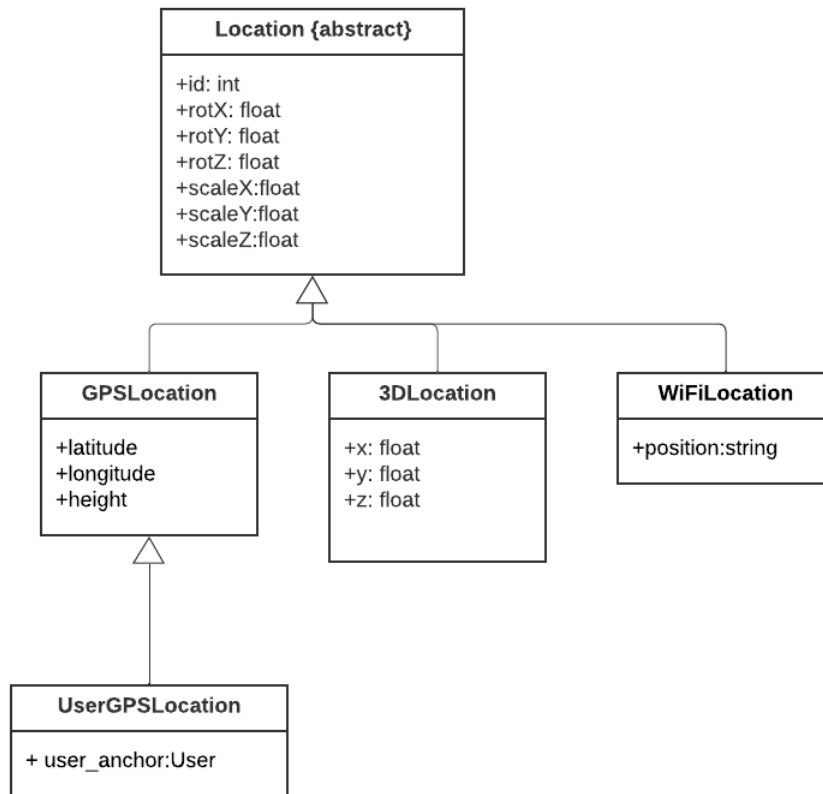 Location {abstract}
+id: int
+rotX: float
+rotY: float
+rotZ: float
+scaleX:float
+scaleY:float
+scaleZ:float
GPSLocation
+latitude
+longitude
+height
3DLocation
+x: float
+y: float
+z: float
WiFiLocation
+position:string
UserGPSLocation
+ user_anchor:User